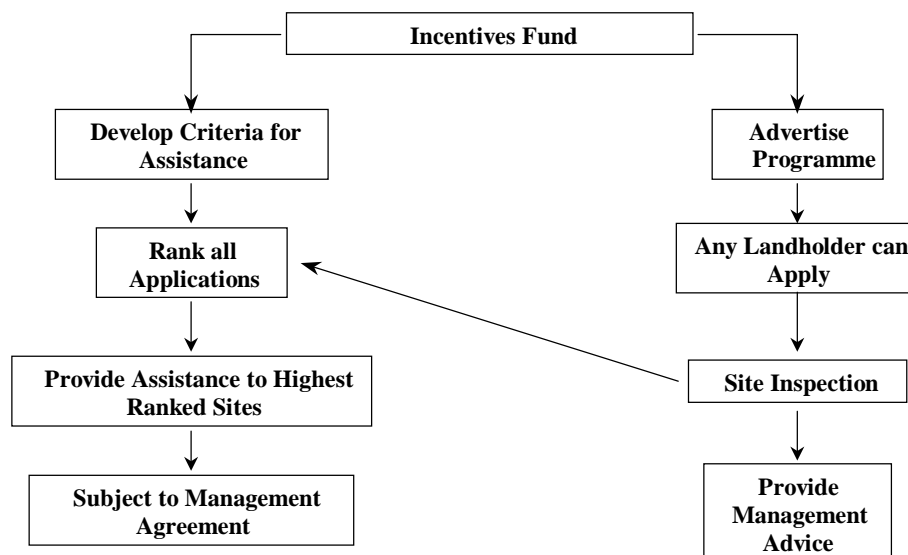 Incentives Fund
Develop Criteria for
Assistance
Advertise
Programme
Rank all
Applications
Any Landholder can
Apply
Provide Assistance to Highest
Ranked Sites
Site Inspection
Subject to Management
Agreement
Provide
Management
Advice